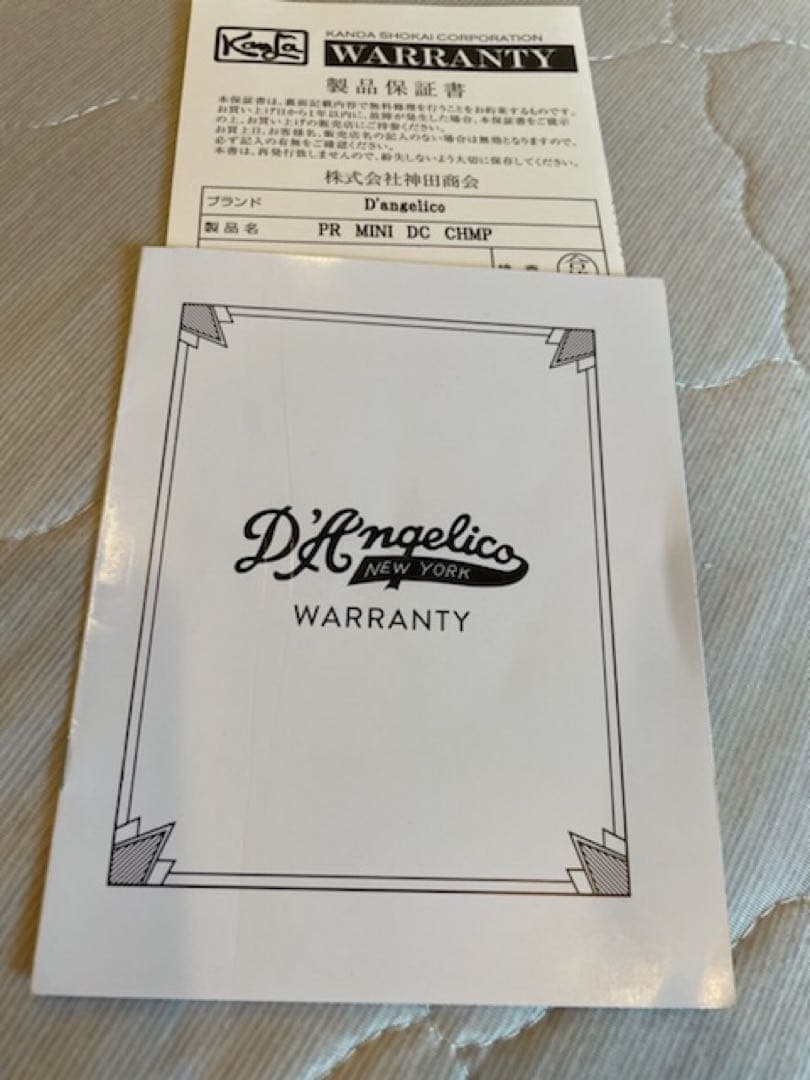 Kanda
KANDA SHOKAI CORPORATION
WARRANTY
製品保証書
本保証書は、裏面記載内容で無料修理を行うことをお約束するものです。
お買い上げ日から1年以内に、故障が発生した場合、本保証書をご提示
の上、お買い上げの販売店にご持参ください。
お買上日、お客様名、販売店名の記入のない場合は無効となりますので、
必ず記入の有無をご確認ください。
本書は、再発行致しませんので、紛失しないよう大切に保存してください。
株式会社神田商会
ブランド D'angelico
製品名 PR MINI DC CHMP
D'Angelico
NEW YORK
WARRANTY